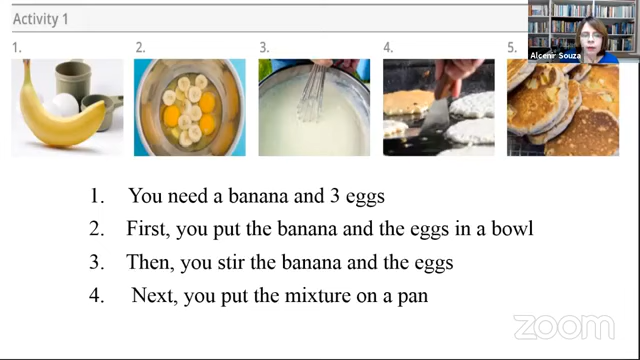 Activity 1
1. 2. 3. 4. 5.
Alcenir Souza
1. You need a banana and 3 eggs
2. First, you put the banana and the eggs in a bowl
3. Then, you stir the banana and the eggs
4. Next, you put the mixture on a pan
zoom